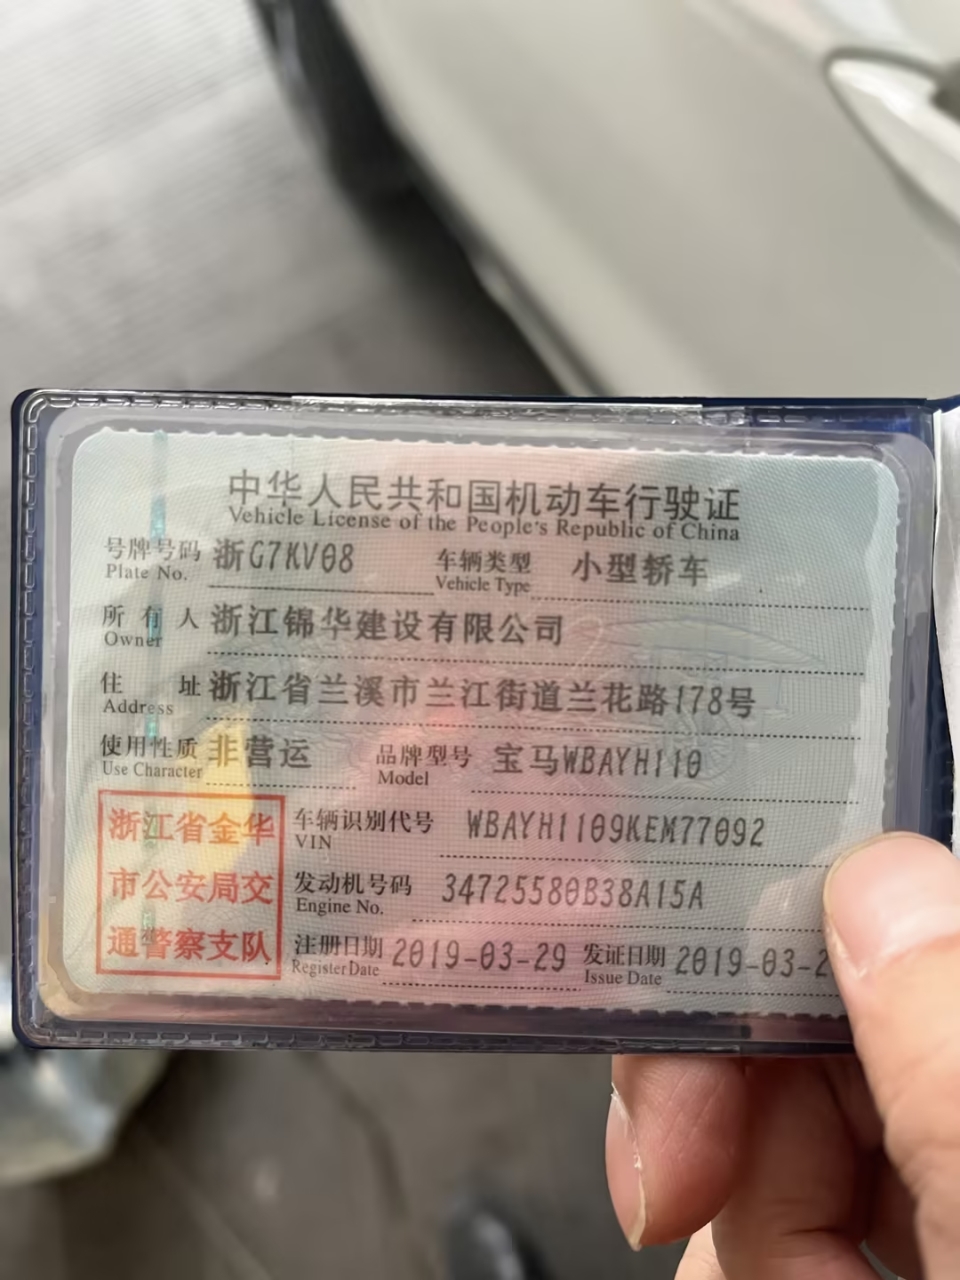 中华人民共和国机动车行驶证
Vehicle License of the People's Republic of China
号牌号码 浙G7KV08 车辆类型 小型轿车
Plate No. Vehicle Type
所有人 浙江锦华建设有限公司
Owner
住址 浙江省兰溪市兰江街道兰花路178号
Address
使用性质 非营运 品牌型号 宝马WBAYH110
Use Character Model
浙江省金华
市公安局交
通警察支队
车辆识别代号 WBAYH1109KEM77092
VIN
发动机号码 34725580B38A15A
Engine No.
注册日期 2019-03-29 发证日期 2019-03-2
Register Date Issue Date